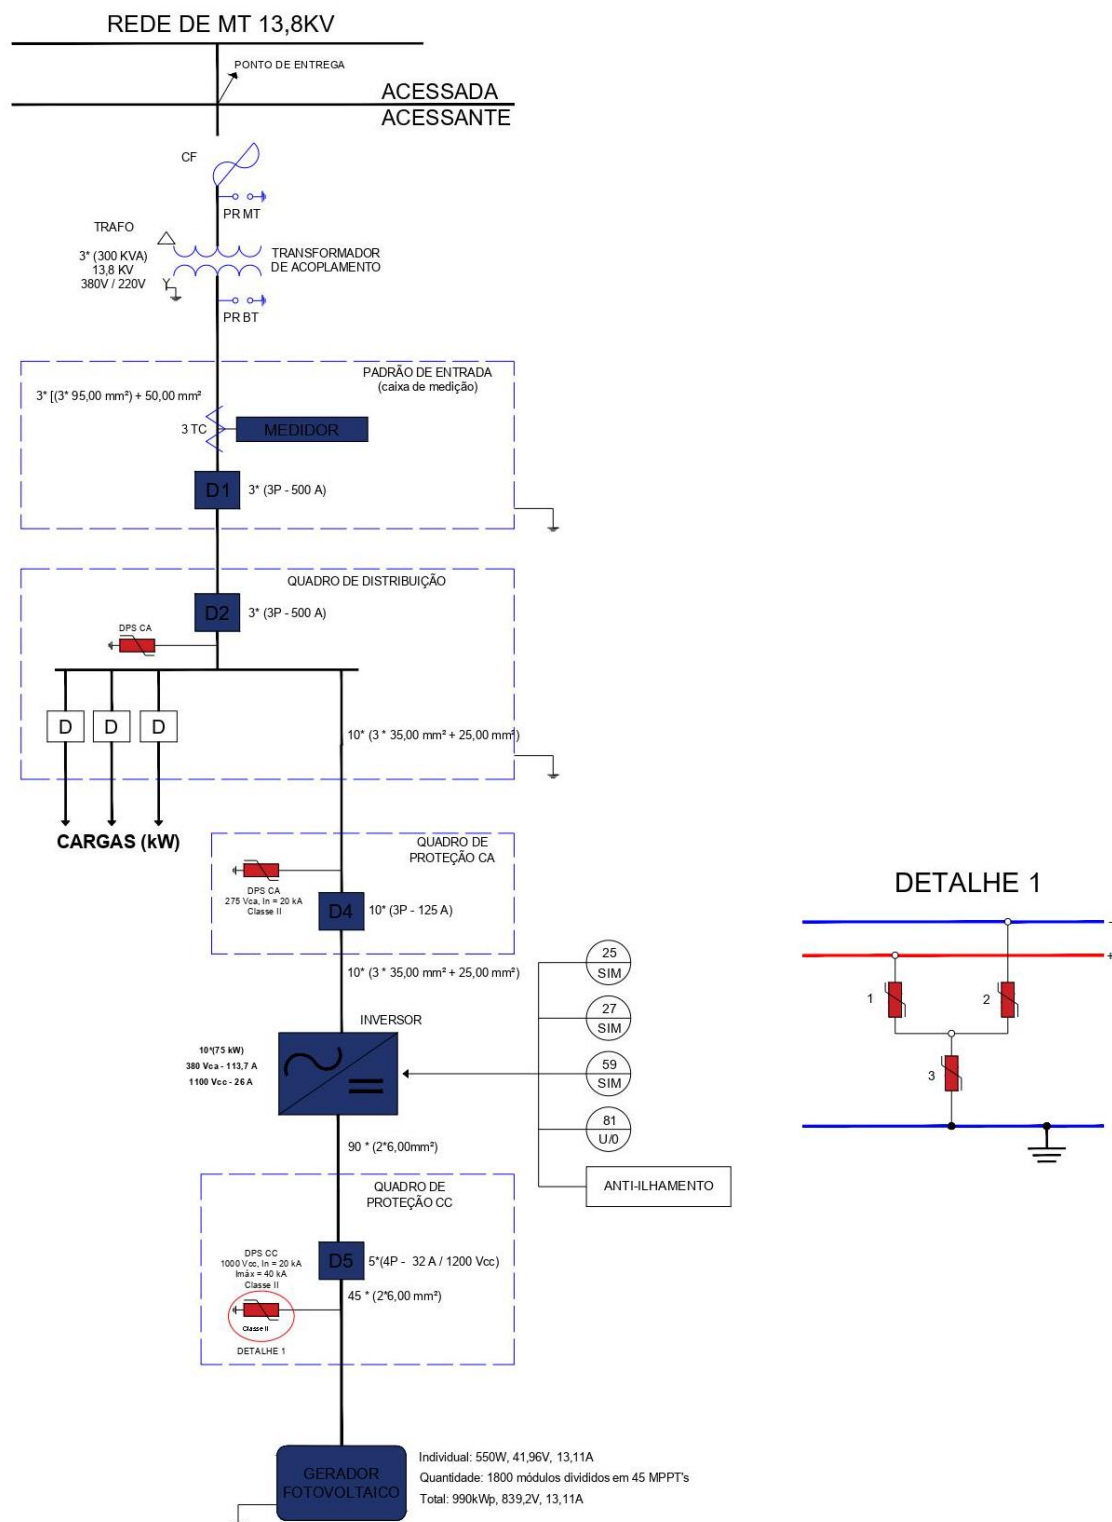 REDE DE MT 13,8KV
PONTO DE ENTREGA
ACESSADA
ACESSANTE
CF
PR MT
TRAFO
3* (300 KVA)
13,8 KV
380V / 220V
Y
TRANSFORMADOR
DE ACOPLAMENTO
PR BT
PADRÃO DE ENTRADA
(caixa de medição)
3* [(3* 95,00 mm²) + 50,00 mm²
3 TC
MEDIDOR
D1
3* (3P - 500 A)
QUADRO DE DISTRIBUIÇÃO
D2
3* (3P - 500 A)
DPS CA
D
D
D
10* (3 * 35,00 mm² + 25,00 mm²)
CARGAS (kW)
QUADRO DE
PROTEÇÃO CA
DPS CA
275 Vca, In = 20 kA
Classe II
D4
10* (3P - 125 A)
10* (3 * 35,00 mm² + 25,00 mm²)
INVERSOR
10*(75 kW)
380 Vca - 113,7 A
1100 Vcc - 26 A
25
SIM
27
SIM
59
SIM
81
U/0
ANTI-ILHAMENTO
90 * (2*6,00mm²)
QUADRO DE
PROTEÇÃO CC
DPS CC
1000 Vcc, In = 20 kA
Imáx = 40 kA
Classe II
D5
5*(4P - 32 A / 1200 Vcc)
45 * (2*6,00 mm²)
Classe II
DETALHE 1
GERADOR
FOTOVOLTAICO
Individual: 550W, 41,96V, 13,11A
Quantidade: 1800 módulos divididos em 45 MPPT's
Total: 990kWp, 839,2V, 13,11A
DETALHE 1
-
+
1
2
3